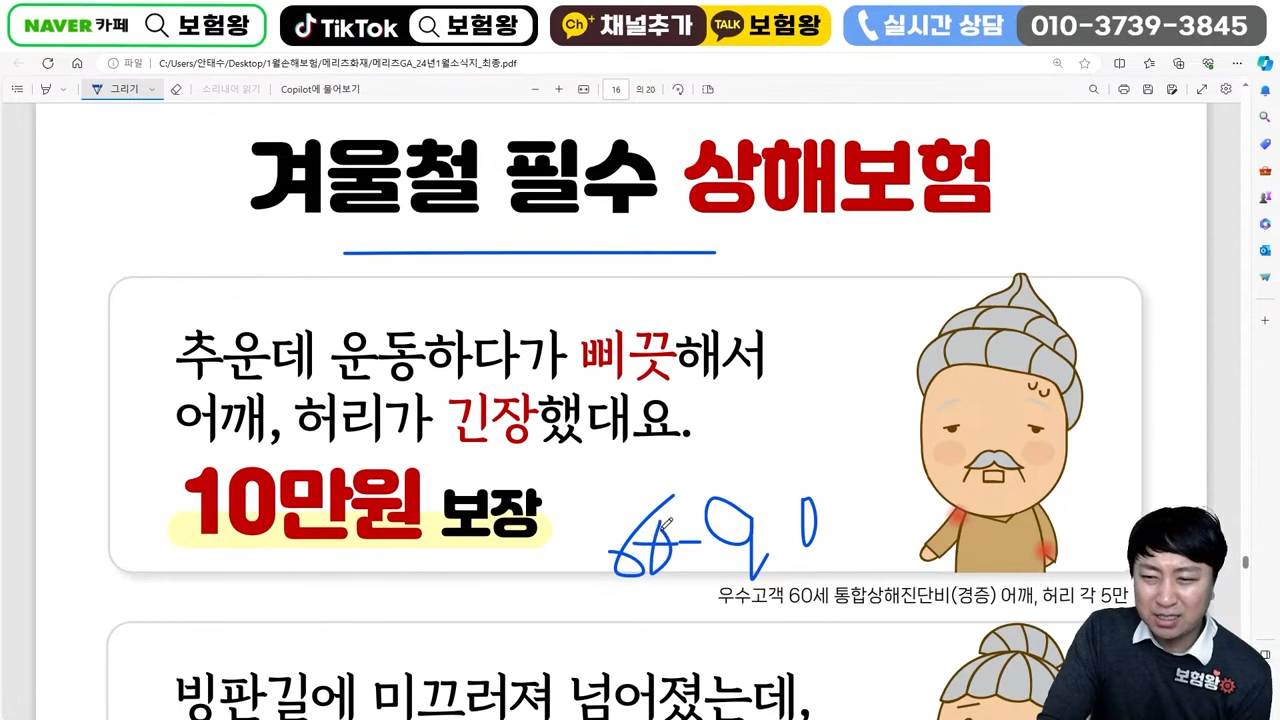 NAVER 카페 보험왕 TikTok 보험왕 Ch+ 채널추가 TALK 보험왕 실시간 상담 010-3739-3845
파일 C:/Users/안태수/Desktop/1월손해보험/메리츠화재/메리츠GA_24년1월소식지_최종.pdf
그리기 소리내어 읽기 Copilot에 물어보기 16 의 20
겨울철 필수 상해보험
추운데 운동하다가 삐끗해서
어깨, 허리가 긴장했대요.
10만원 보장
우수고객 60세 통합상해진단비(경증) 어깨, 허리 각 5만
빙판길에 미끄러져 넘어졌는데,
보험왕